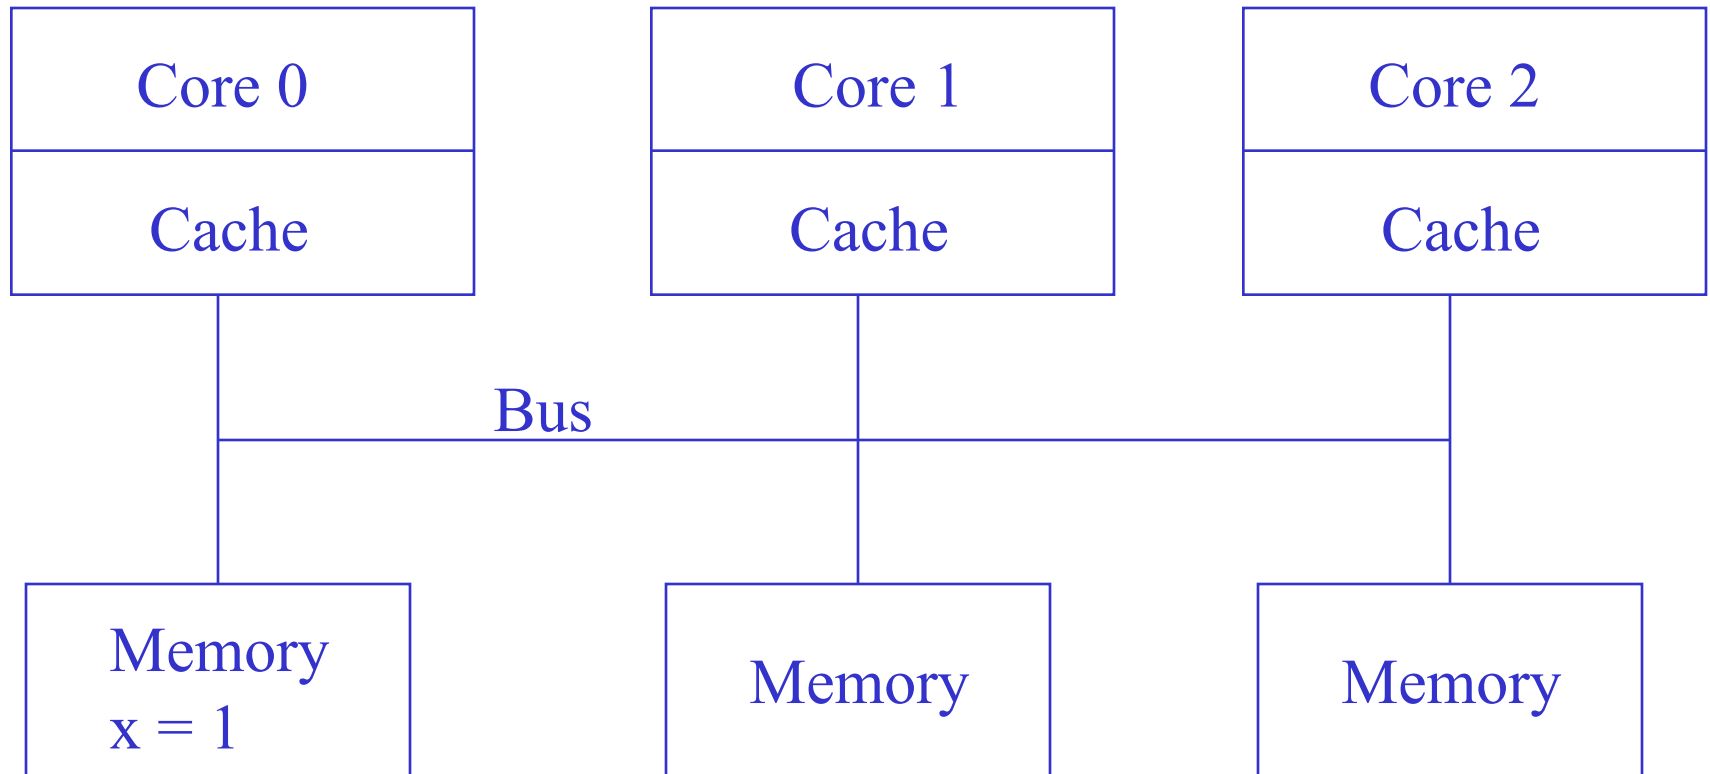 Core 0
Core 1
Core 2
Cache
Cache
Cache
Bus
Memory
x = 1
Memory
Memory